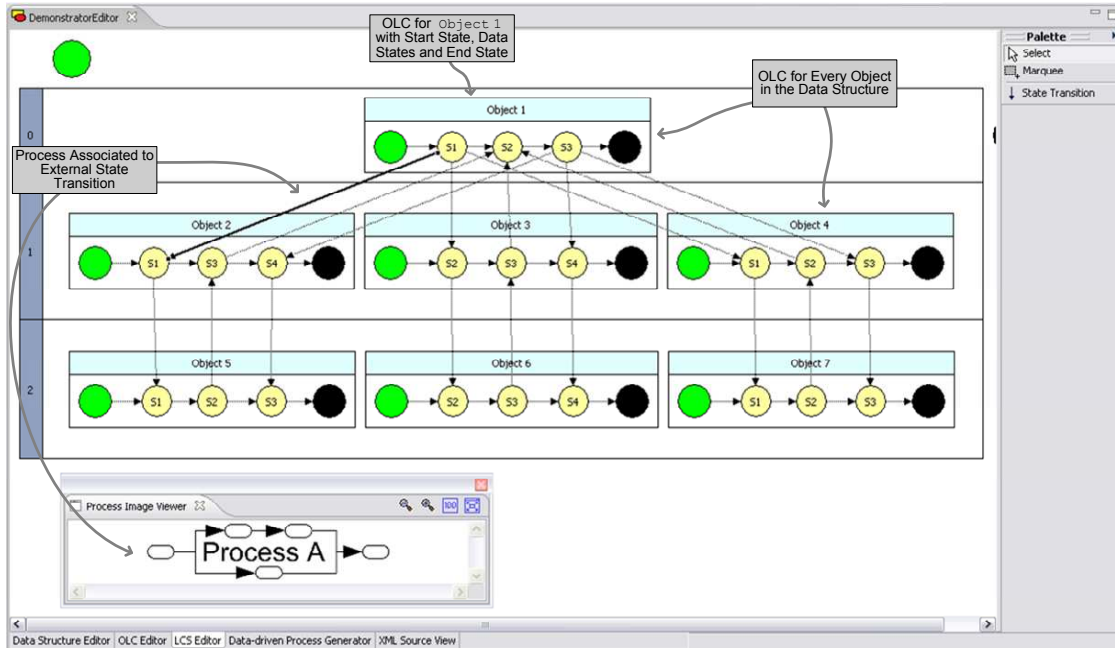 DemonstratorEditor
OLC for Object 1
with Start State, Data
States and End State
OLC for Every Object
in the Data Structure
Palette
Select
Marquee
State Transition
0
Object 1
S1 S2 S3
Process Associated to
External State
Transition
1
Object 2
S1 S3 S4
Object 3
S2 S3 S4
Object 4
S1 S2 S3
2
Object 5
S1 S2 S3
Object 6
S2 S3 S4
Object 7
S1 S2 S3
Process Image Viewer
100
Process A
Data Structure Editor OLC Editor LCS Editor Data-driven Process Generator XML Source View